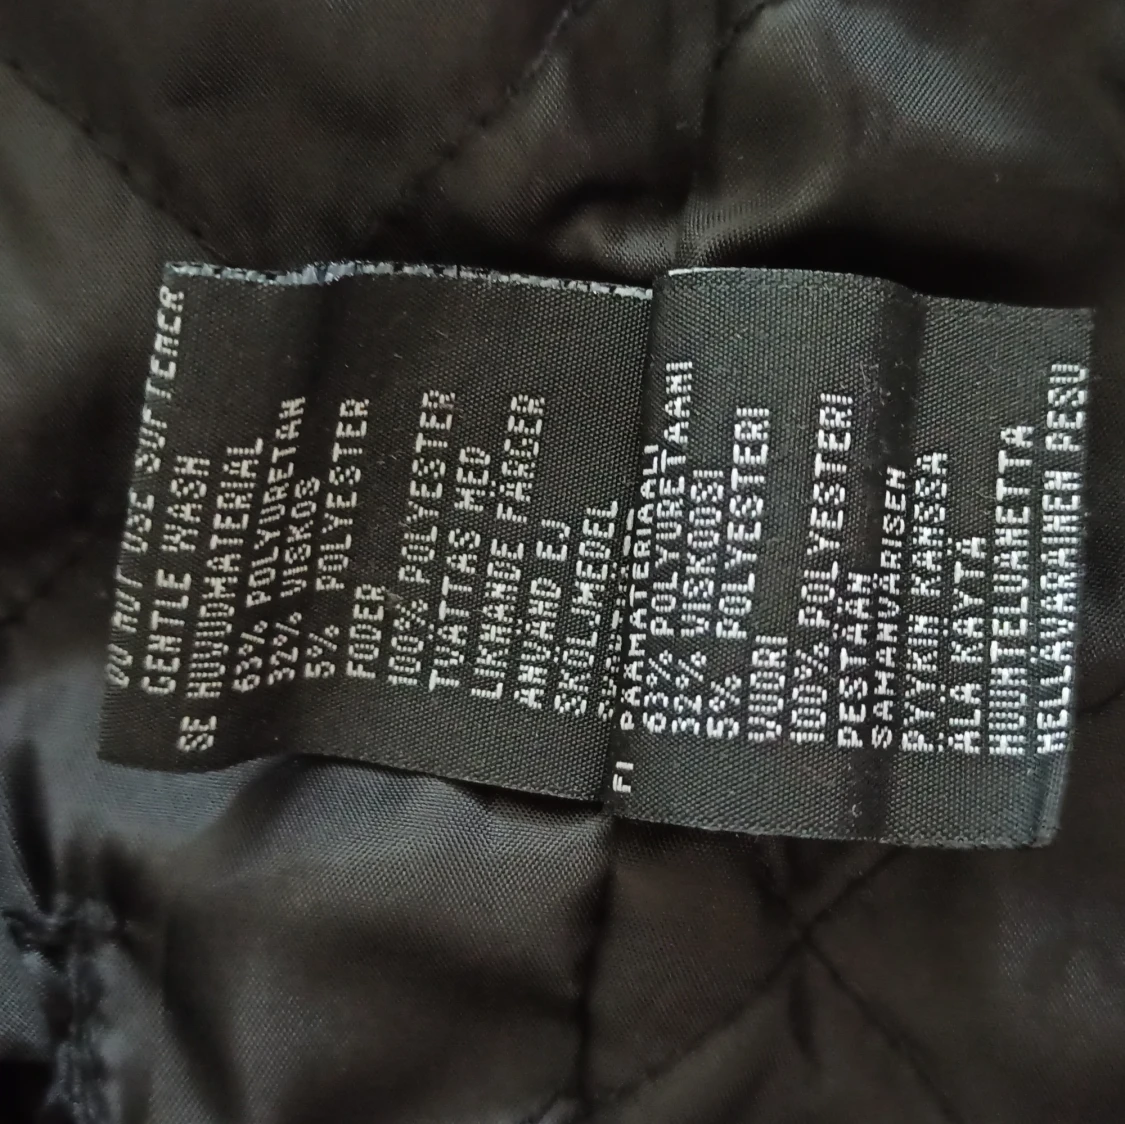 DO NOT USE SOFTENER
GENTLE WASH
SE HUVUDMATERIAL
63% POLYURETAN
32% VISKOS
5% POLYESTER
FODER
100% POLYESTER
TVÄTTAS MED
LIKNANDE FÄRGER
ANVÄND EJ
SKÖLJMEDEL
FI PÄÄMATERIAALI
63% POLYURETAANI
32% VISKOOSI
5% POLYESTERI
VUORI
100% POLYESTERI
PESTÄÄN
SAMANVÄRISEN
PYYKIN KANSSA
ÄLÄ KÄYTÄ
HUUHTELUAINETTA
HELLÄVARAINEN PESU